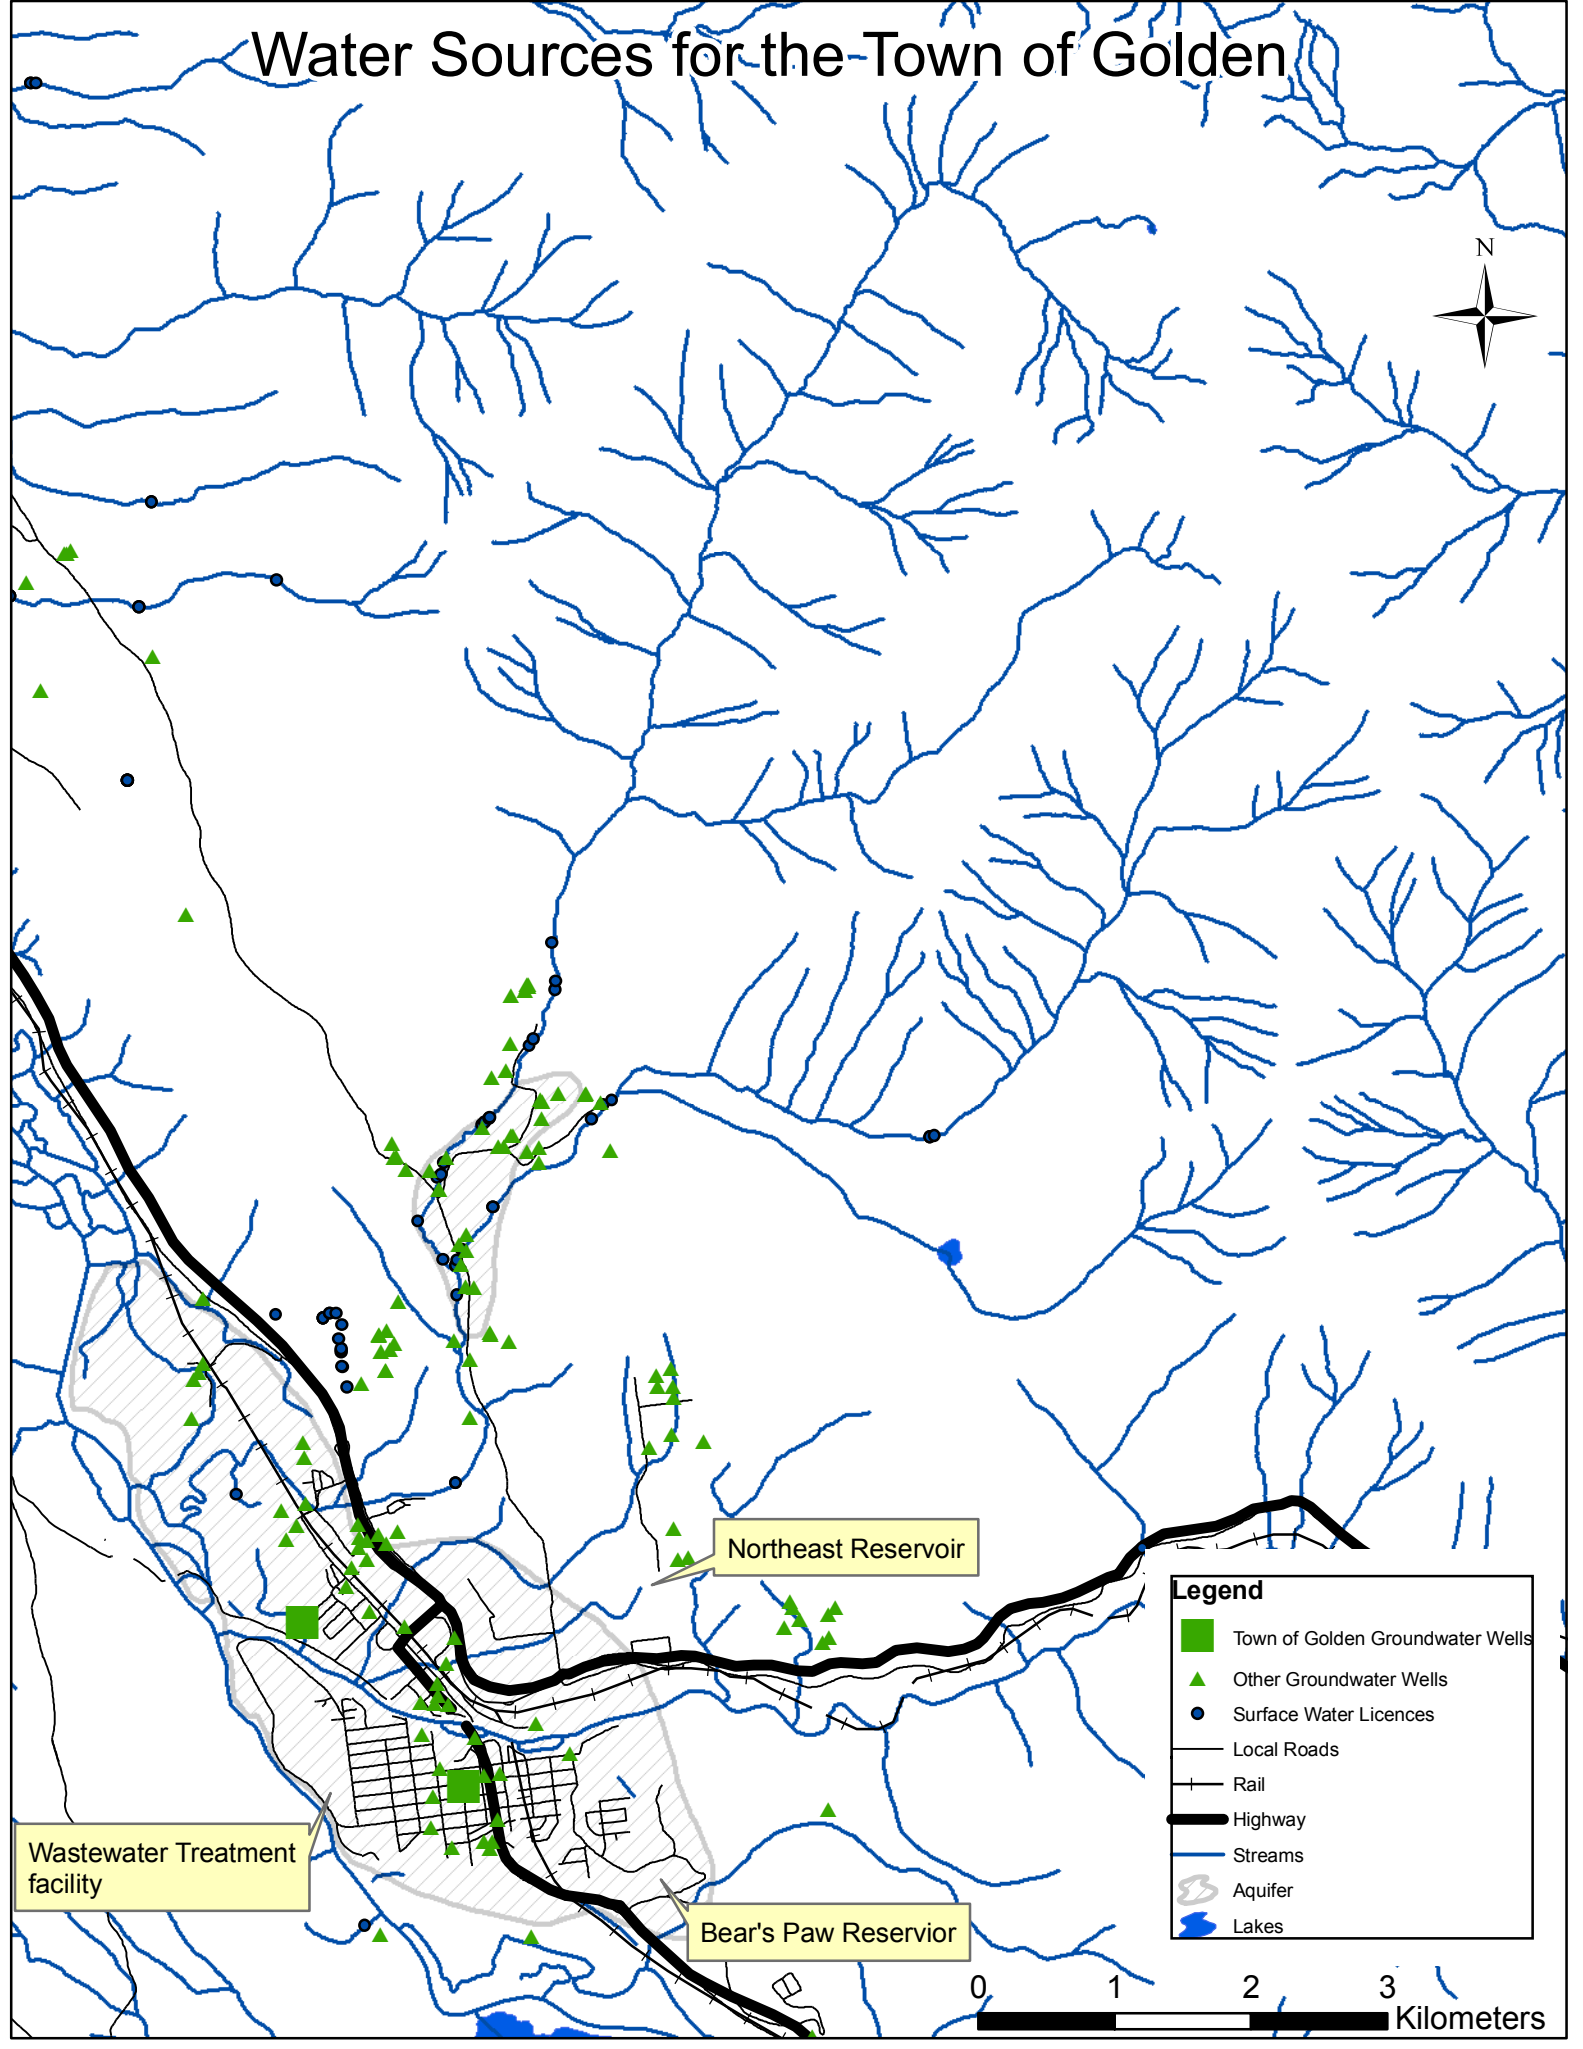 Water Sources for the Town of Golden
N
Northeast Reservoir
Legend
Town of Golden Groundwater Wells
Other Groundwater Wells
Surface Water Licences
Local Roads
Rail
Highway
Streams
Aquifer
Lakes
Wastewater Treatment
facility
Bear's Paw Reservior
0 1 2 3
Kilometers